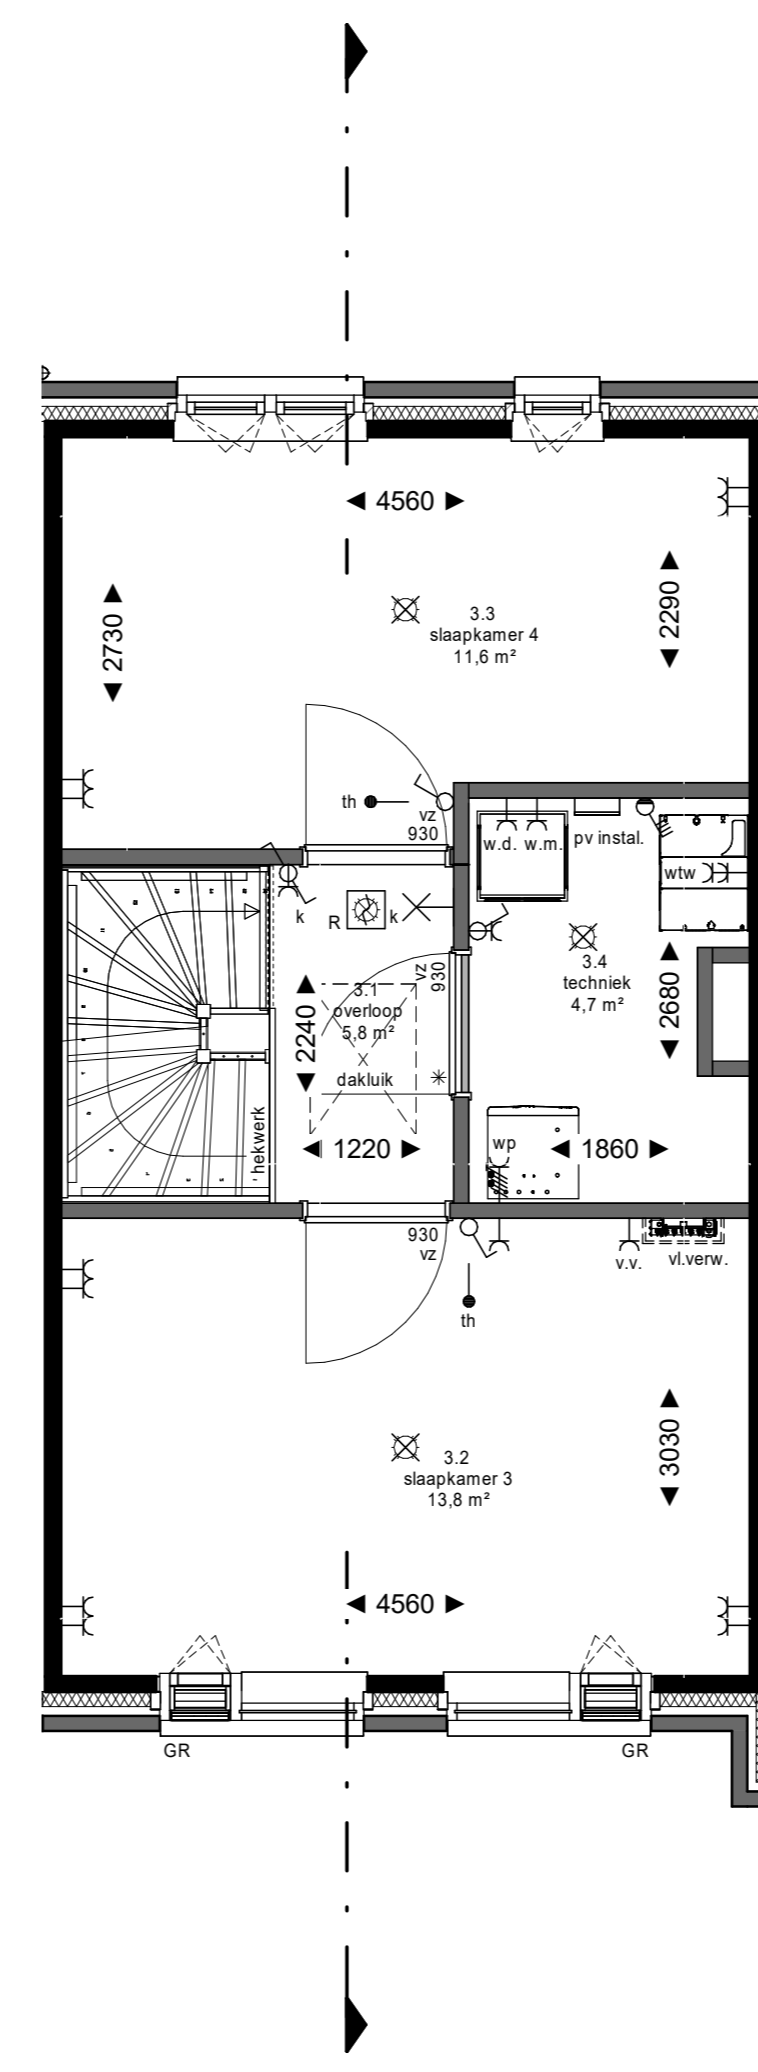 4560
2730
2290
3.3
slaapkamer 4
11,6 m²
th
vz
930
w.d.
w.m.
pv instal.
wtw
k
R
k
vz
930
3.1
overloop
5,8 m²
dakluik
2240
3.4
techniek
4,7 m²
2680
hekwerk
1220
wp
1860
930
vz
th
v.v.
vl.verw.
3030
3.2
slaapkamer 3
13,8 m²
4560
GR
GR